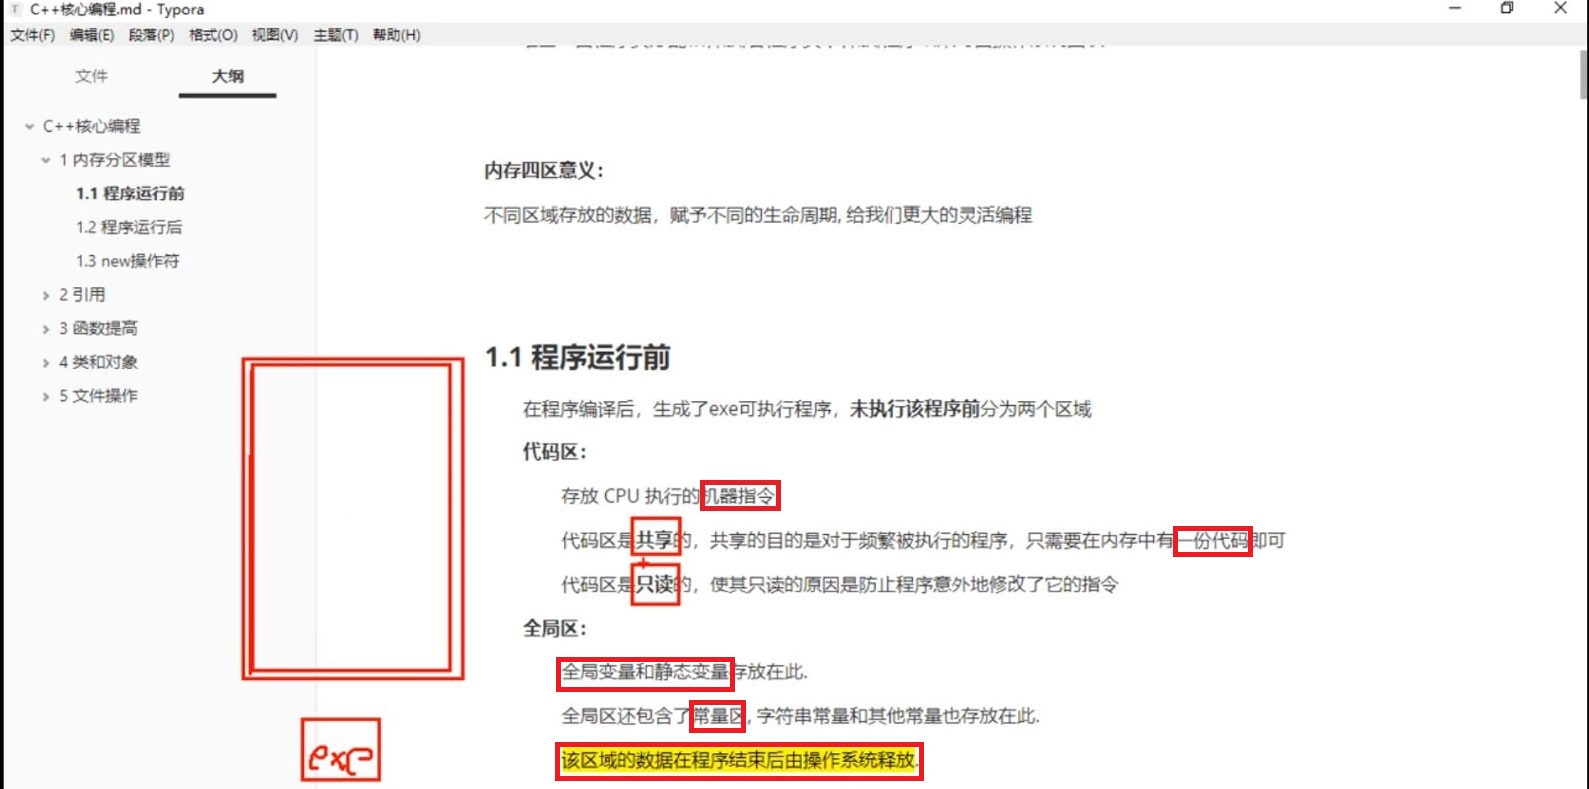 C++核心编程.md - Typora
文件(F) 编辑(E) 段落(P) 格式(O) 视图(V) 主题(T) 帮助(H)
文件 大纲
C++核心编程
1 内存分区模型
1.1 程序运行前
1.2 程序运行后
1.3 new操作符
2 引用
3 函数提高
4 类和对象
5 文件操作
内存四区意义：
不同区域存放的数据，赋予不同的生命周期, 给我们更大的灵活编程
1.1 程序运行前
在程序编译后，生成了exe可执行程序，未执行该程序前分为两个区域
代码区：
存放 CPU 执行的机器指令
代码区是共享的，共享的目的是对于频繁被执行的程序，只需要在内存中有一份代码即可
代码区是只读的，使其只读的原因是防止程序意外地修改了它的指令
全局区：
全局变量和静态变量存放在此.
全局区还包含了常量区, 字符串常量和其他常量也存放在此.
该区域的数据在程序结束后由操作系统释放.
exe